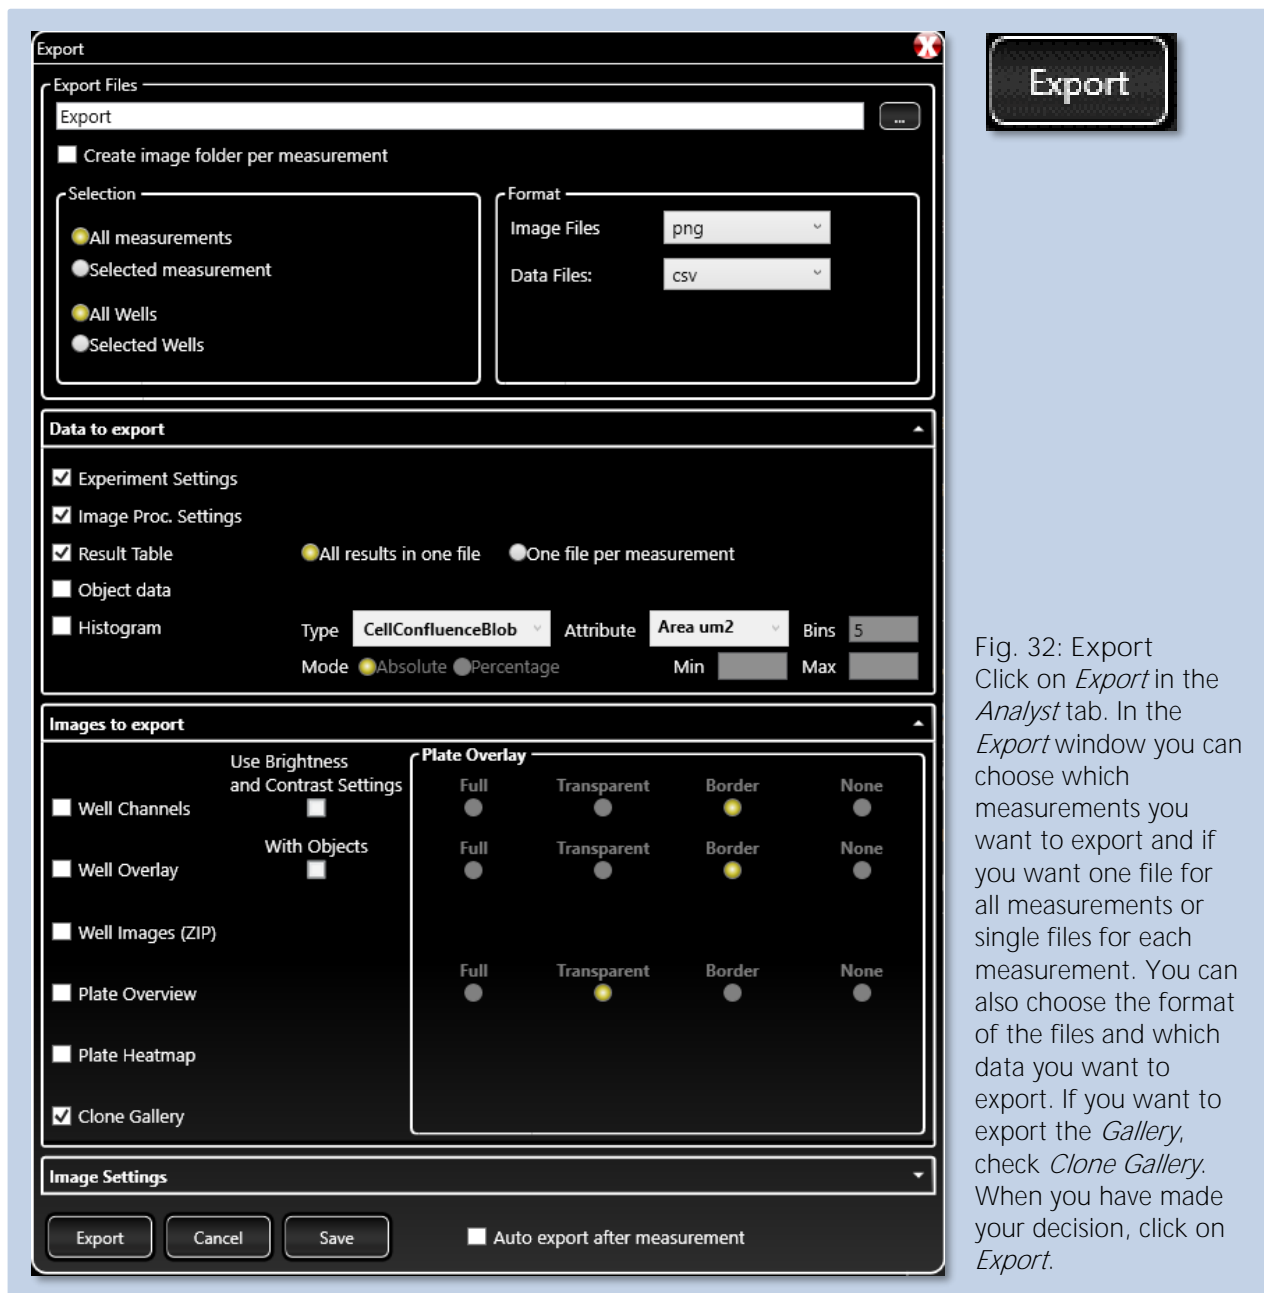 Export
Export Files
Export
...
Create image folder per measurement
Selection
All measurements
Selected measurement
All Wells
Selected Wells
Format
Image Files png
Data Files: csv
Data to export
Experiment Settings
Image Proc. Settings
Result Table All results in one file One file per measurement
Object data
Histogram Type CellConfluenceBlob Attribute Area um2 Bins 5
Mode Absolute Percentage Min Max
Images to export
Use Brightness
and Contrast Settings
Plate Overlay
Well Channels Full Transparent Border None
With Objects
Well Overlay Full Transparent Border None
Well Images (ZIP)
Plate Overview Full Transparent Border None
Plate Heatmap
Clone Gallery
Image Settings
Export Cancel Save Auto export after measurement
Export
Fig. 32: Export
Click on Export in the
Analyst tab. In the
Export window you can
choose which
measurements you
want to export and if
you want one file for
all measurements or
single files for each
measurement. You can
also choose the format
of the files and which
data you want to
export. If you want to
export the Gallery,
check Clone Gallery.
When you have made
your decision, click on
Export.